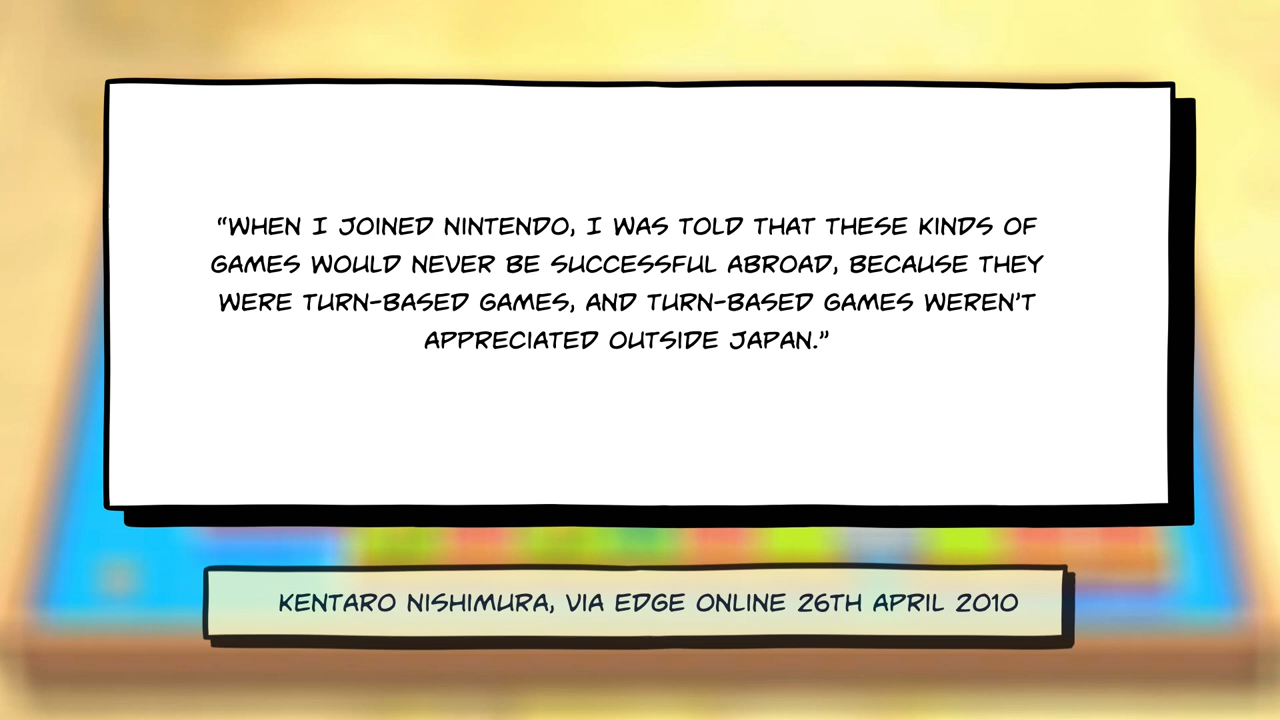 “WHEN I JOINED NINTENDO, I WAS TOLD THAT THESE KINDS OF
GAMES WOULD NEVER BE SUCCESSFUL ABROAD, BECAUSE THEY
WERE TURN-BASED GAMES, AND TURN-BASED GAMES WEREN’T
APPRECIATED OUTSIDE JAPAN.”
KENTARO NISHIMURA, VIA EDGE ONLINE 26TH APRIL 2010